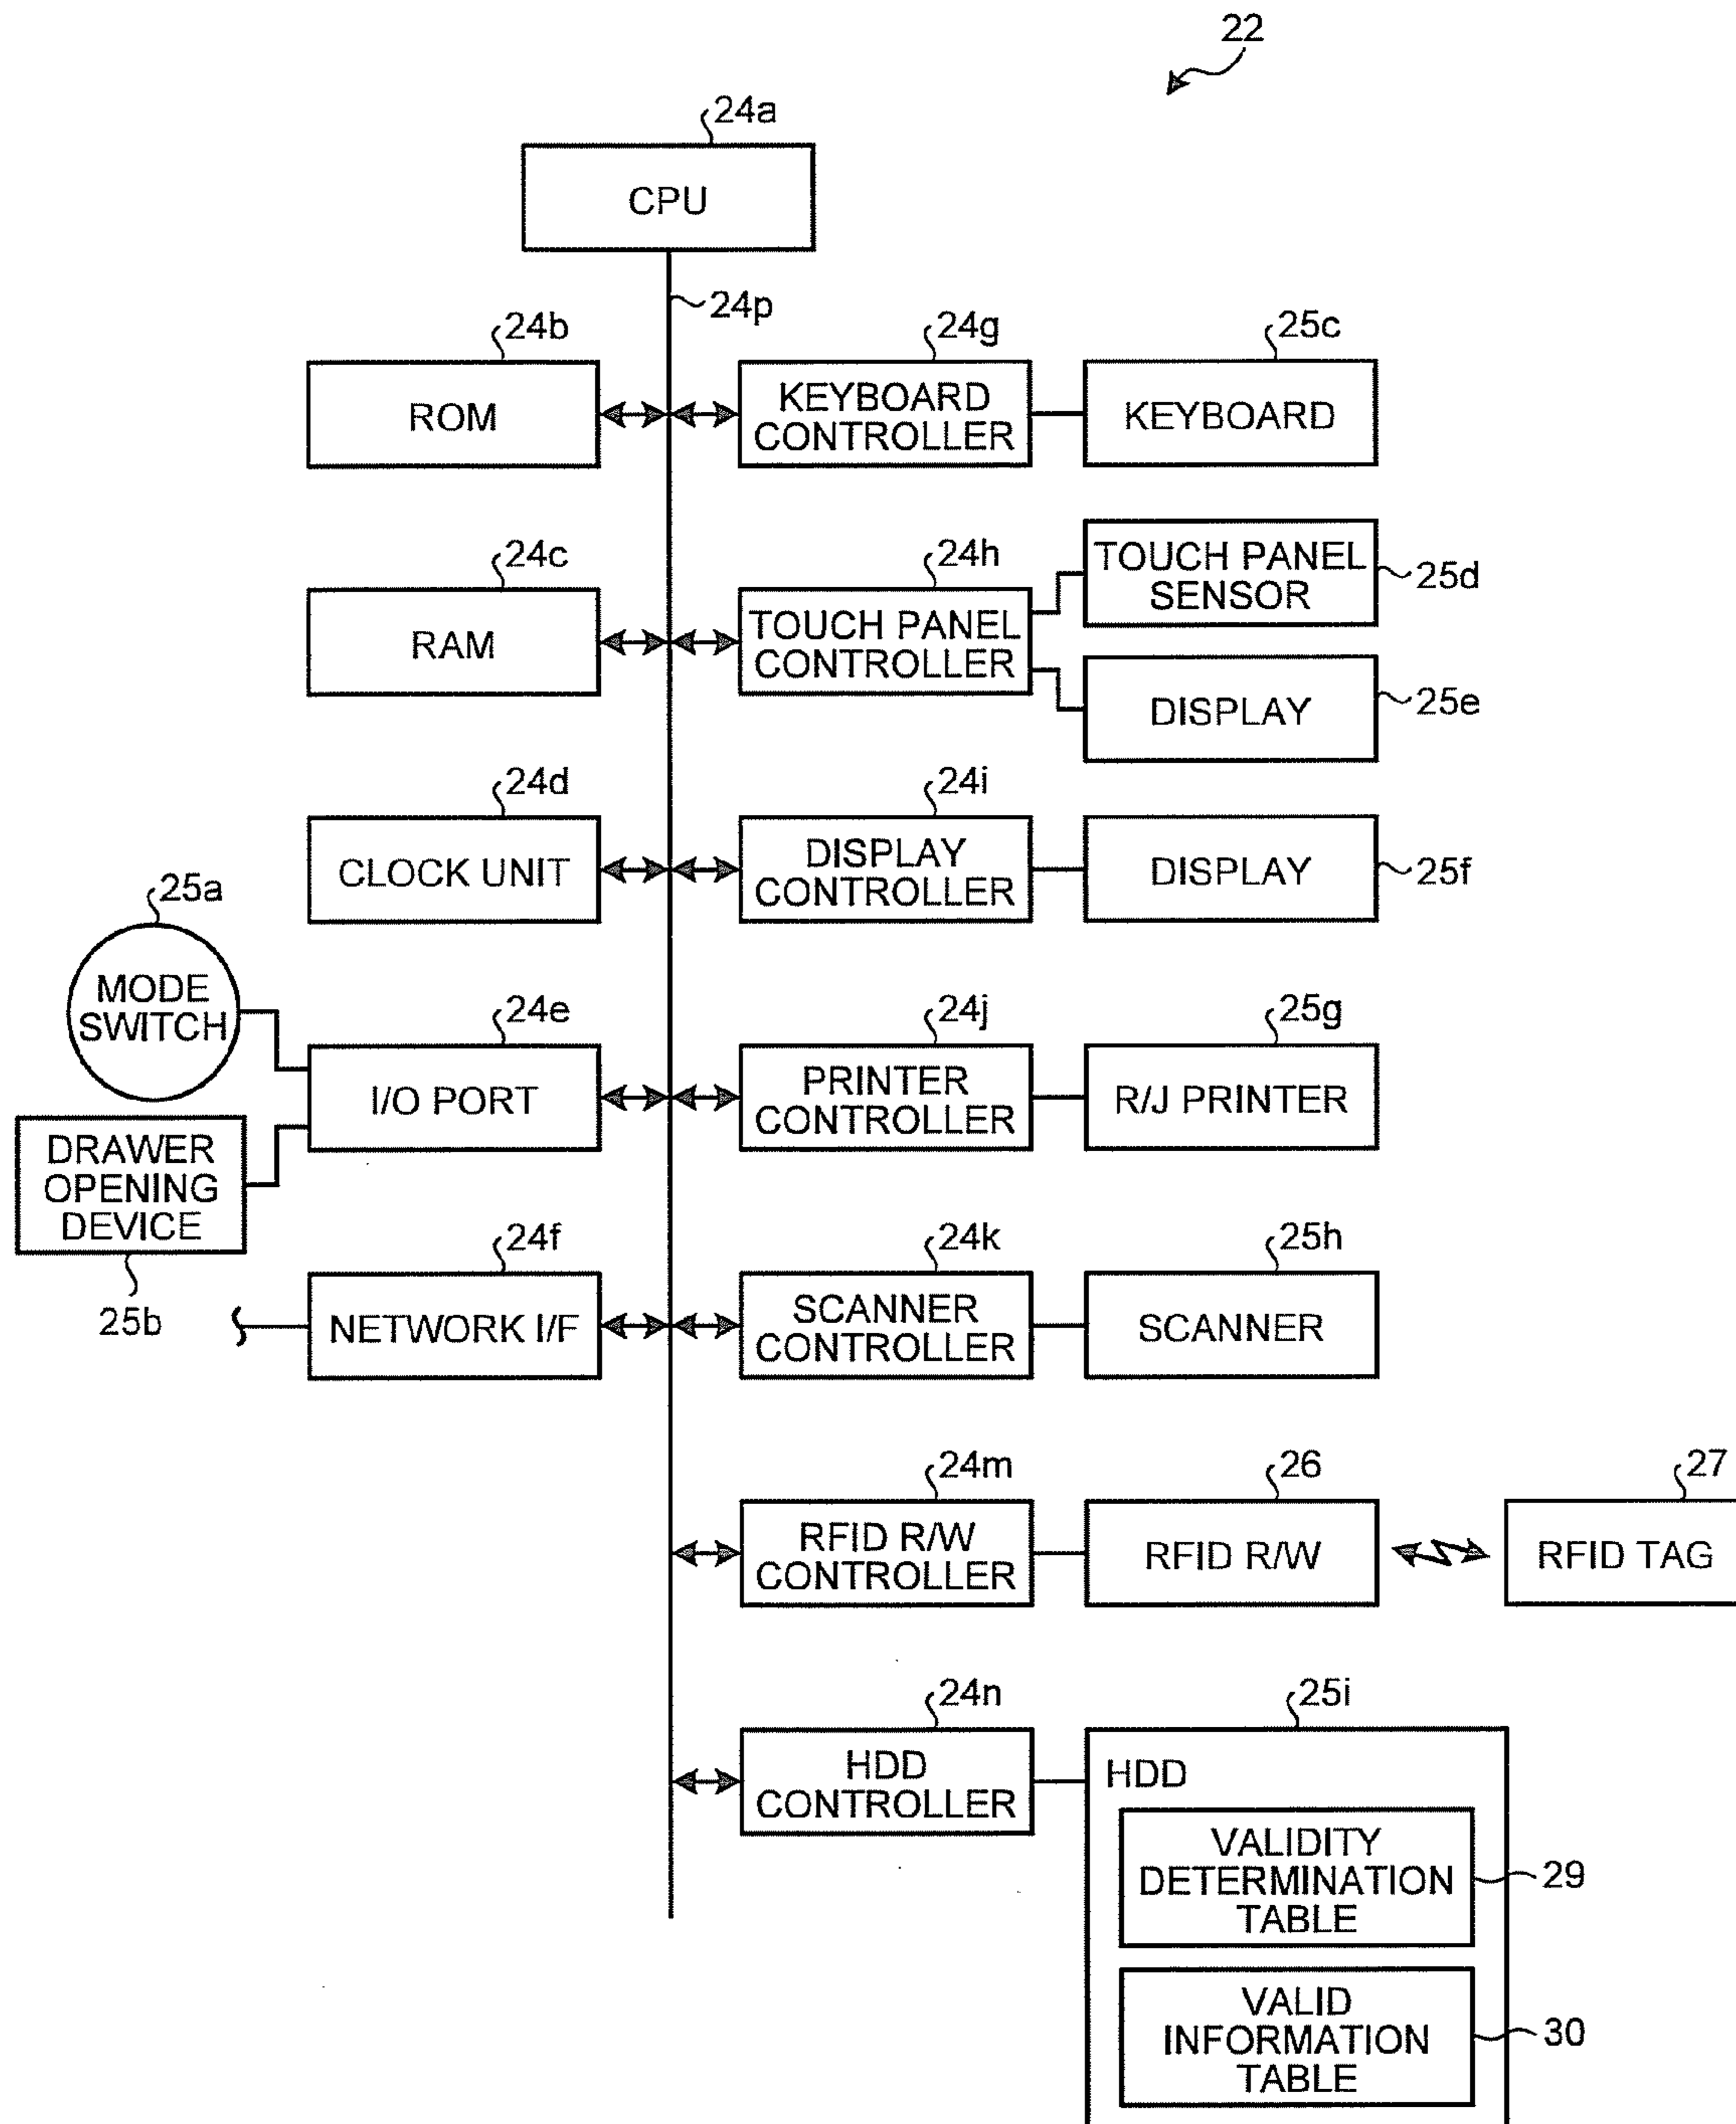 22
24a
CPU
24p
24b
ROM
24g
KEYBOARD
CONTROLLER
25c
KEYBOARD
24c
RAM
24h
TOUCH PANEL
CONTROLLER
TOUCH PANEL
SENSOR
25d
DISPLAY
25e
24d
CLOCK UNIT
24i
DISPLAY
CONTROLLER
DISPLAY
25f
25a
MODE
SWITCH
24e
I/O PORT
24j
PRINTER
CONTROLLER
25g
R/J PRINTER
DRAWER
OPENING
DEVICE
25b
24f
NETWORK I/F
24k
SCANNER
CONTROLLER
25h
SCANNER
24m
RFID R/W
CONTROLLER
26
RFID R/W
27
RFID TAG
24n
HDD
CONTROLLER
25i
HDD
VALIDITY
DETERMINATION
TABLE
29
VALID
INFORMATION
TABLE
30